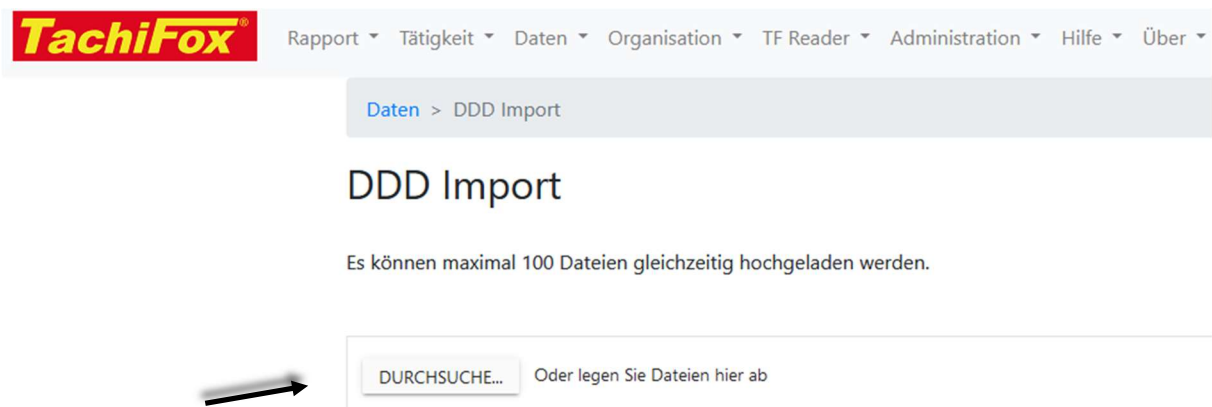 TachiFox®
Rapport Tätigkeit Daten Organisation TF Reader Administration Hilfe Über
Daten > DDD Import
DDD Import
Es können maximal 100 Dateien gleichzeitig hochgeladen werden.
DURCHSUCHE... Oder legen Sie Dateien hier ab